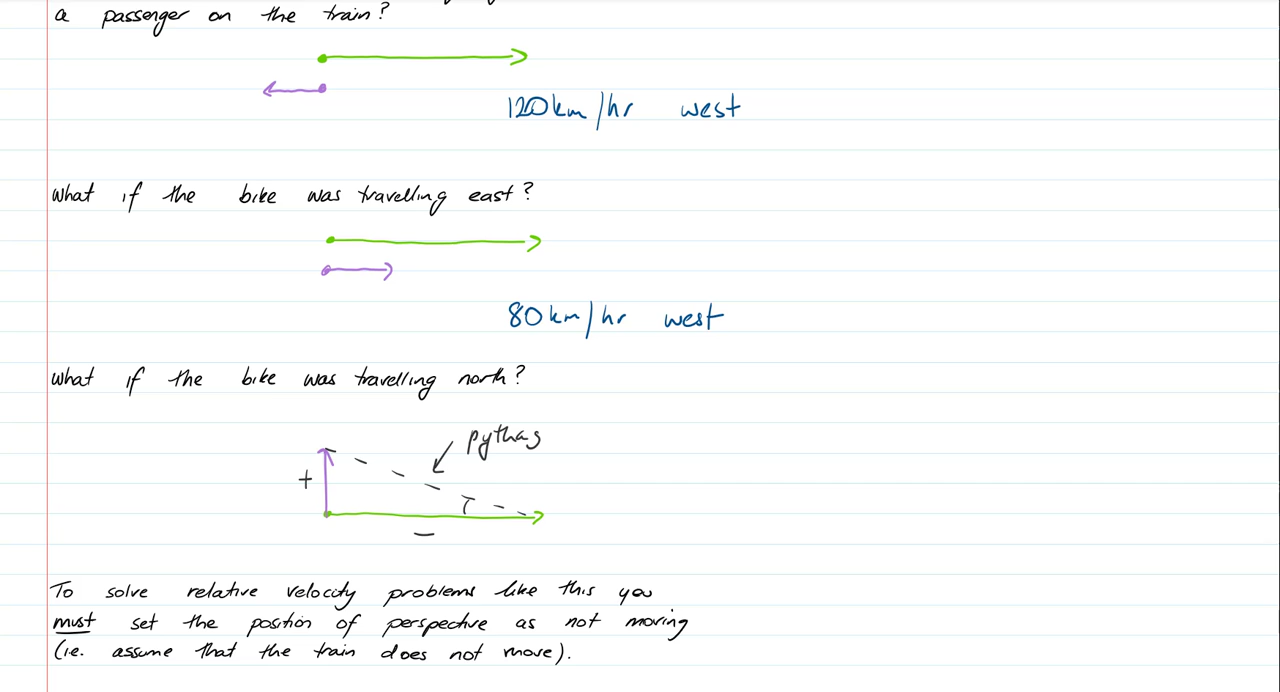 a passenger on the train?
120km/hr west
What if the bike was travelling east?
80km/hr west
What if the bike was travelling north?
Pythag
+
−
To solve relative velocity problems like this you
must set the position of perspective as not moving
(ie. assume that the train does not move).